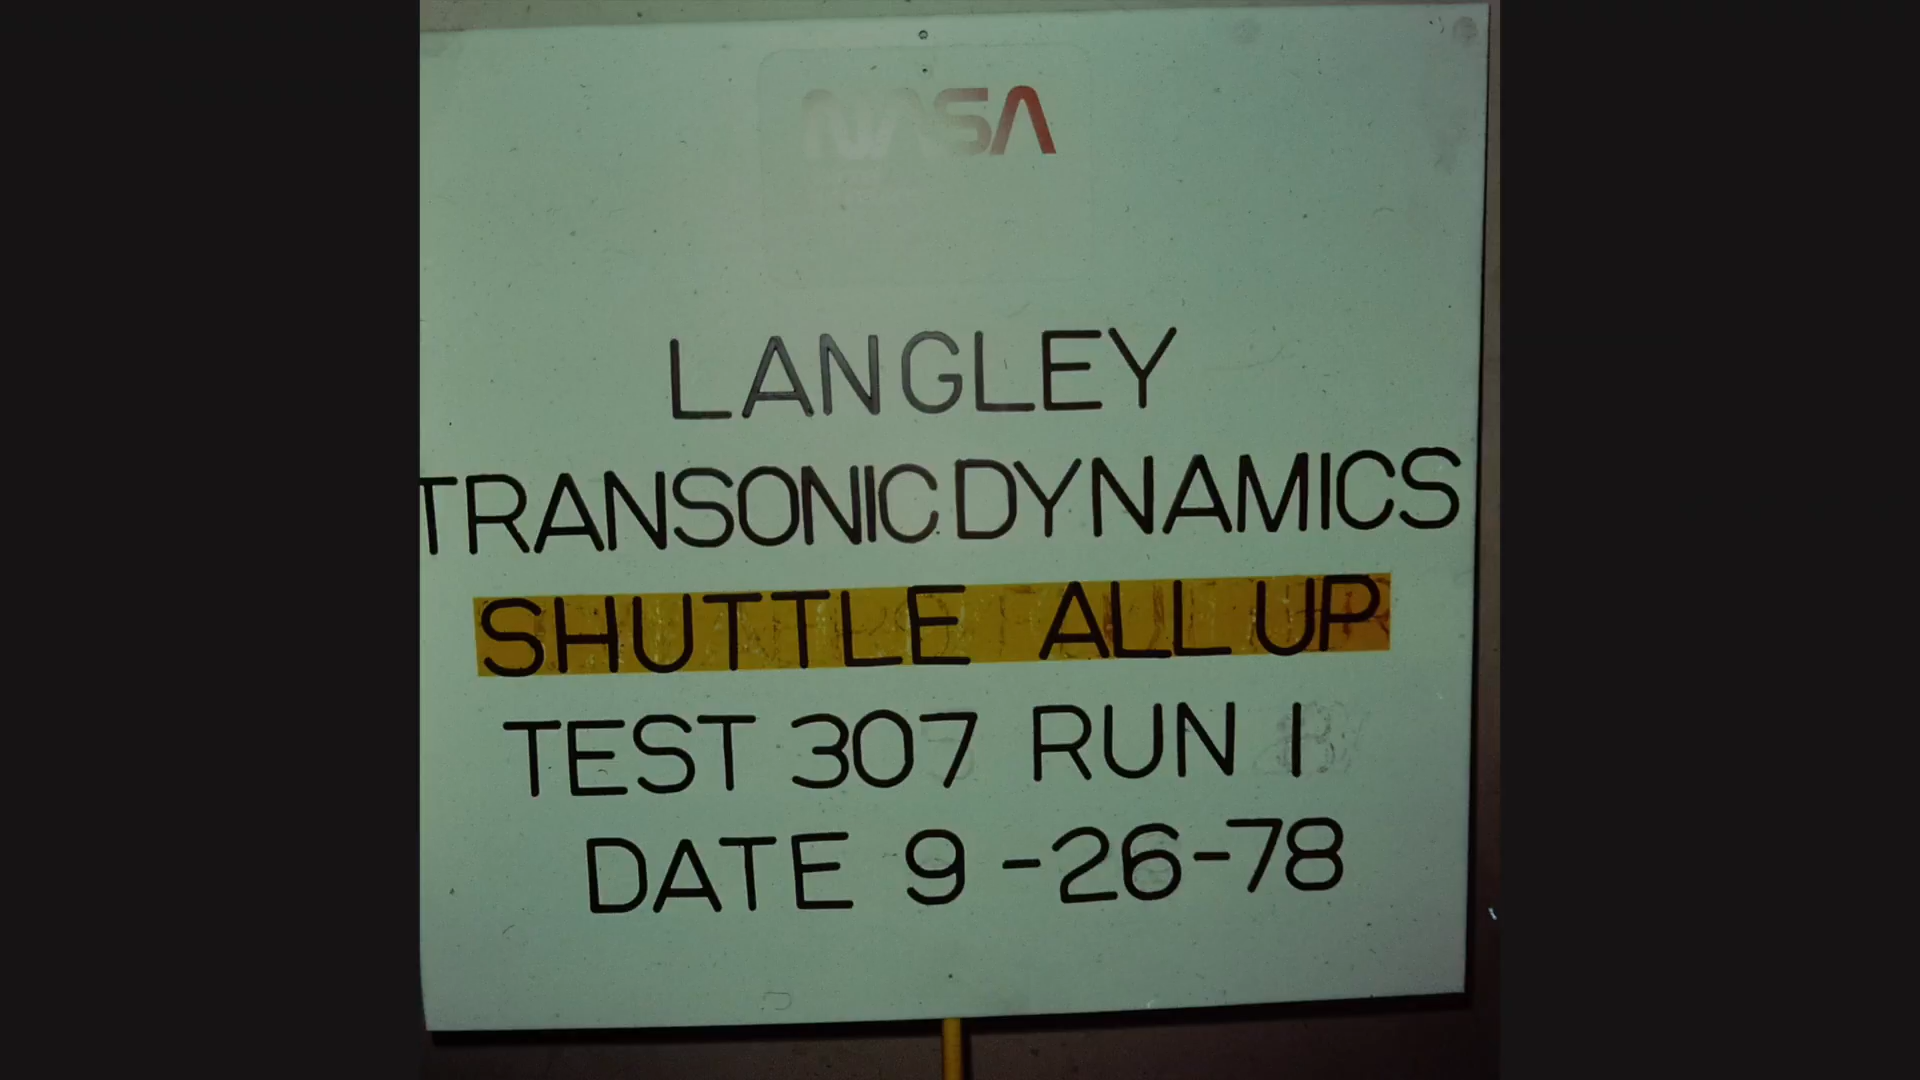 NASA
LANGLEY
TRANSONIC DYNAMICS
SHUTTLE ALL UP
TEST 307 RUN 1
DATE 9-26-78